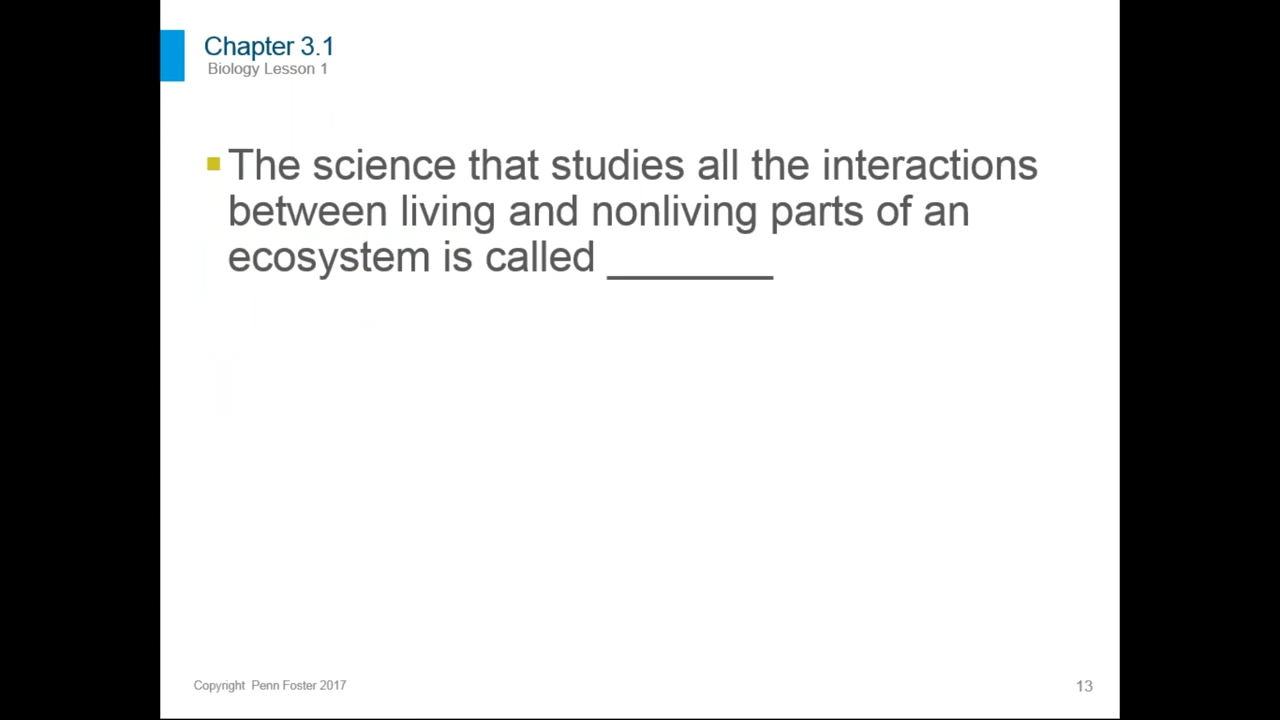 Chapter 3.1
Biology Lesson 1
The science that studies all the interactions
between living and nonliving parts of an
ecosystem is called _______
Copyright Penn Foster 2017
13